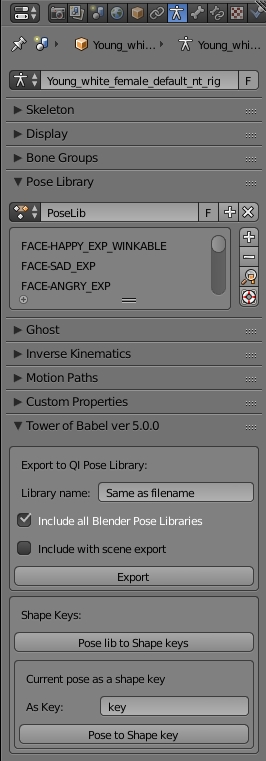 Young_whi... Young_whi...
Young_white_female_default_nt_rig F
Skeleton
Display
Bone Groups
Pose Library
PoseLib F
FACE-HAPPY_EXP_WINKABLE
FACE-SAD_EXP
FACE-ANGRY_EXP
Ghost
Inverse Kinematics
Motion Paths
Custom Properties
Tower of Babel ver 5.0.0
Export to QI Pose Library:
Library name: Same as filename
Include all Blender Pose Libraries
Include with scene export
Export
Shape Keys:
Pose lib to Shape keys
Current pose as a shape key
As Key: key
Pose to Shape key